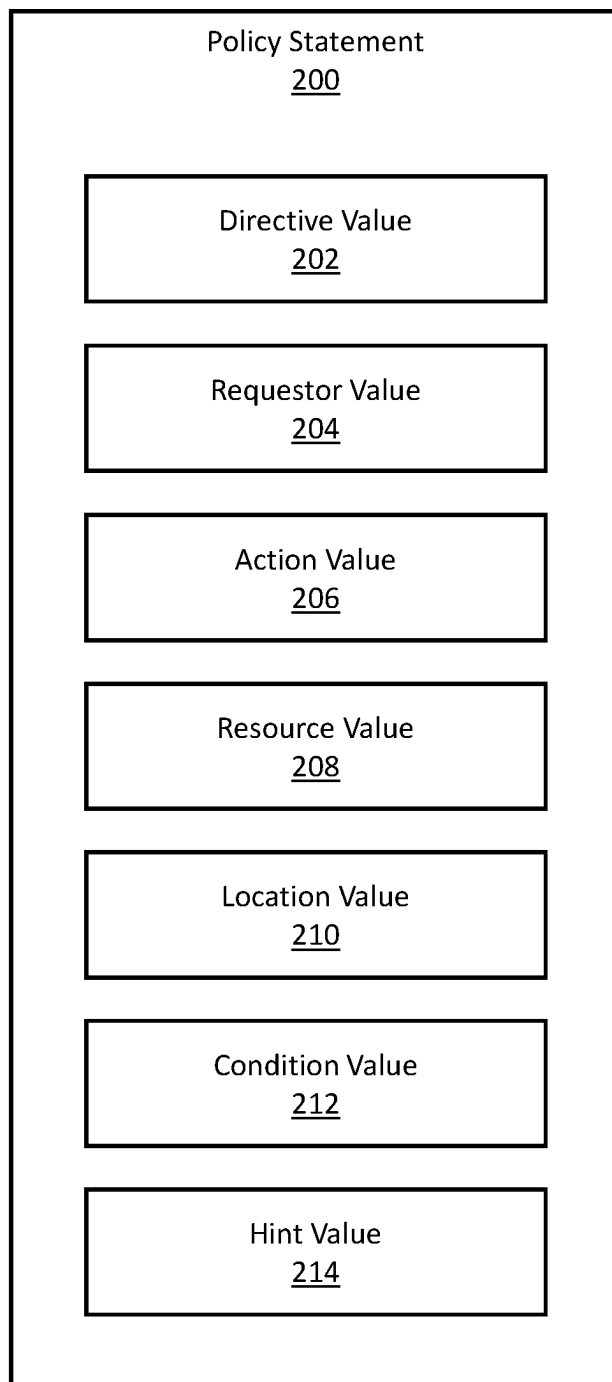 Policy Statement
200
Directive Value
202
Requestor Value
204
Action Value
206
Resource Value
208
Location Value
210
Condition Value
212
Hint Value
214